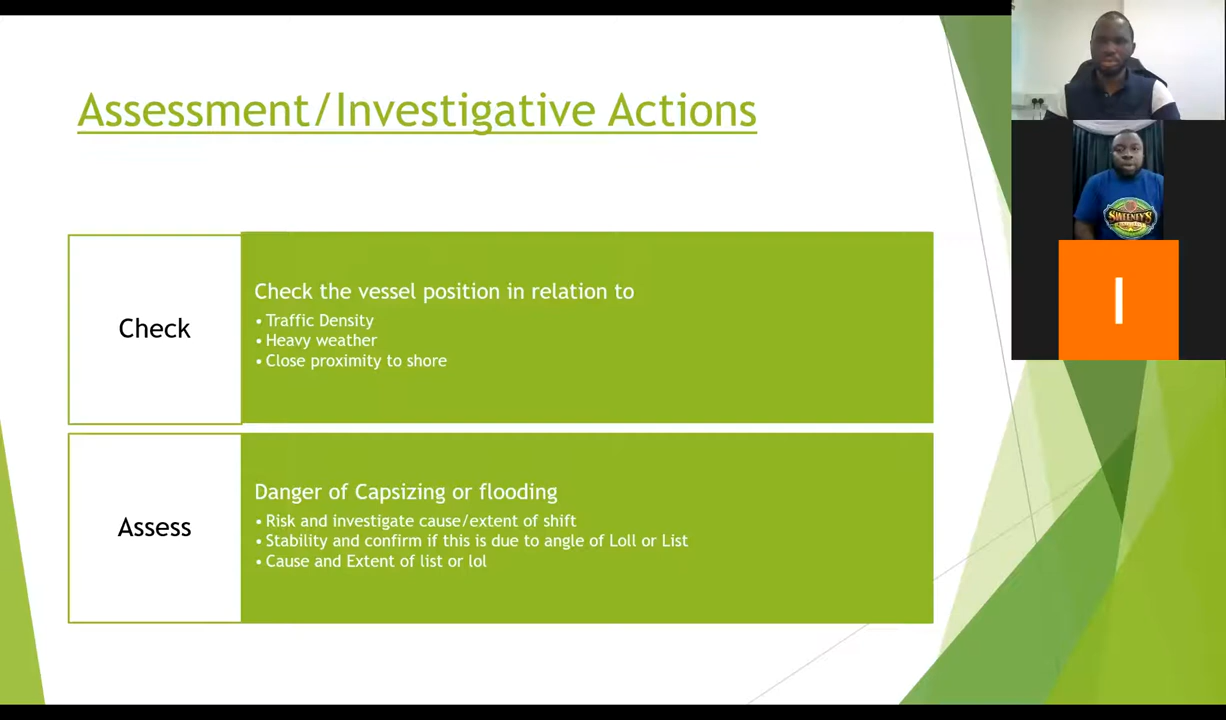 Assessment/Investigative Actions
Check
Check the vessel position in relation to
• Traffic Density
• Heavy weather
• Close proximity to shore
Assess
Danger of Capsizing or flooding
• Risk and investigate cause/extent of shift
• Stability and confirm if this is due to angle of Loll or List
• Cause and Extent of list or lol
SWEENEY'S
I